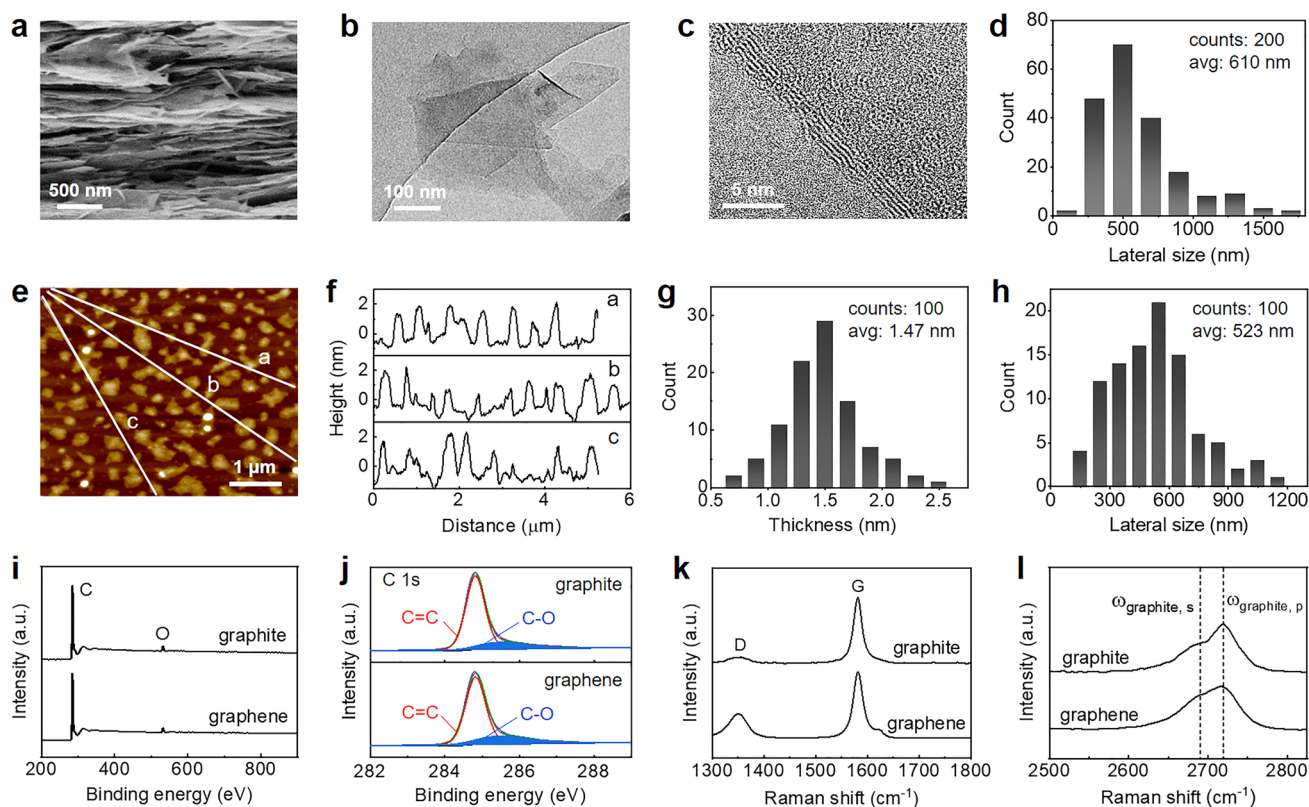 a
500 nm
b
100 nm
c
5 nm
d
counts: 200
avg: 610 nm
80
60
40
20
0
Count
500
1000
1500
Lateral size (nm)
e
a
b
c
1 μm
f
a
b
c
2
0
2
0
2
0
Height (nm)
0
2
4
6
Distance (μm)
g
counts: 100
avg: 1.47 nm
30
20
10
0
Count
0.5
1.0
1.5
2.0
2.5
Thickness (nm)
h
counts: 100
avg: 523 nm
20
15
10
5
0
Count
300
600
900
1200
Lateral size (nm)
i
C
O
graphite
graphene
Intensity (a.u.)
200
400
600
800
Binding energy (eV)
j
C 1s
graphite
C=C
C-O
graphene
C=C
C-O
Intensity (a.u.)
282
284
286
288
Binding energy (eV)
k
G
D
graphite
graphene
Intensity (a.u.)
1300
1400
1500
1600
1700
1800
Raman shift (cm⁻¹)
l
ω graphite, s
ω graphite, p
graphite
graphene
Intensity (a.u.)
2500
2600
2700
2800
Raman shift (cm⁻¹)